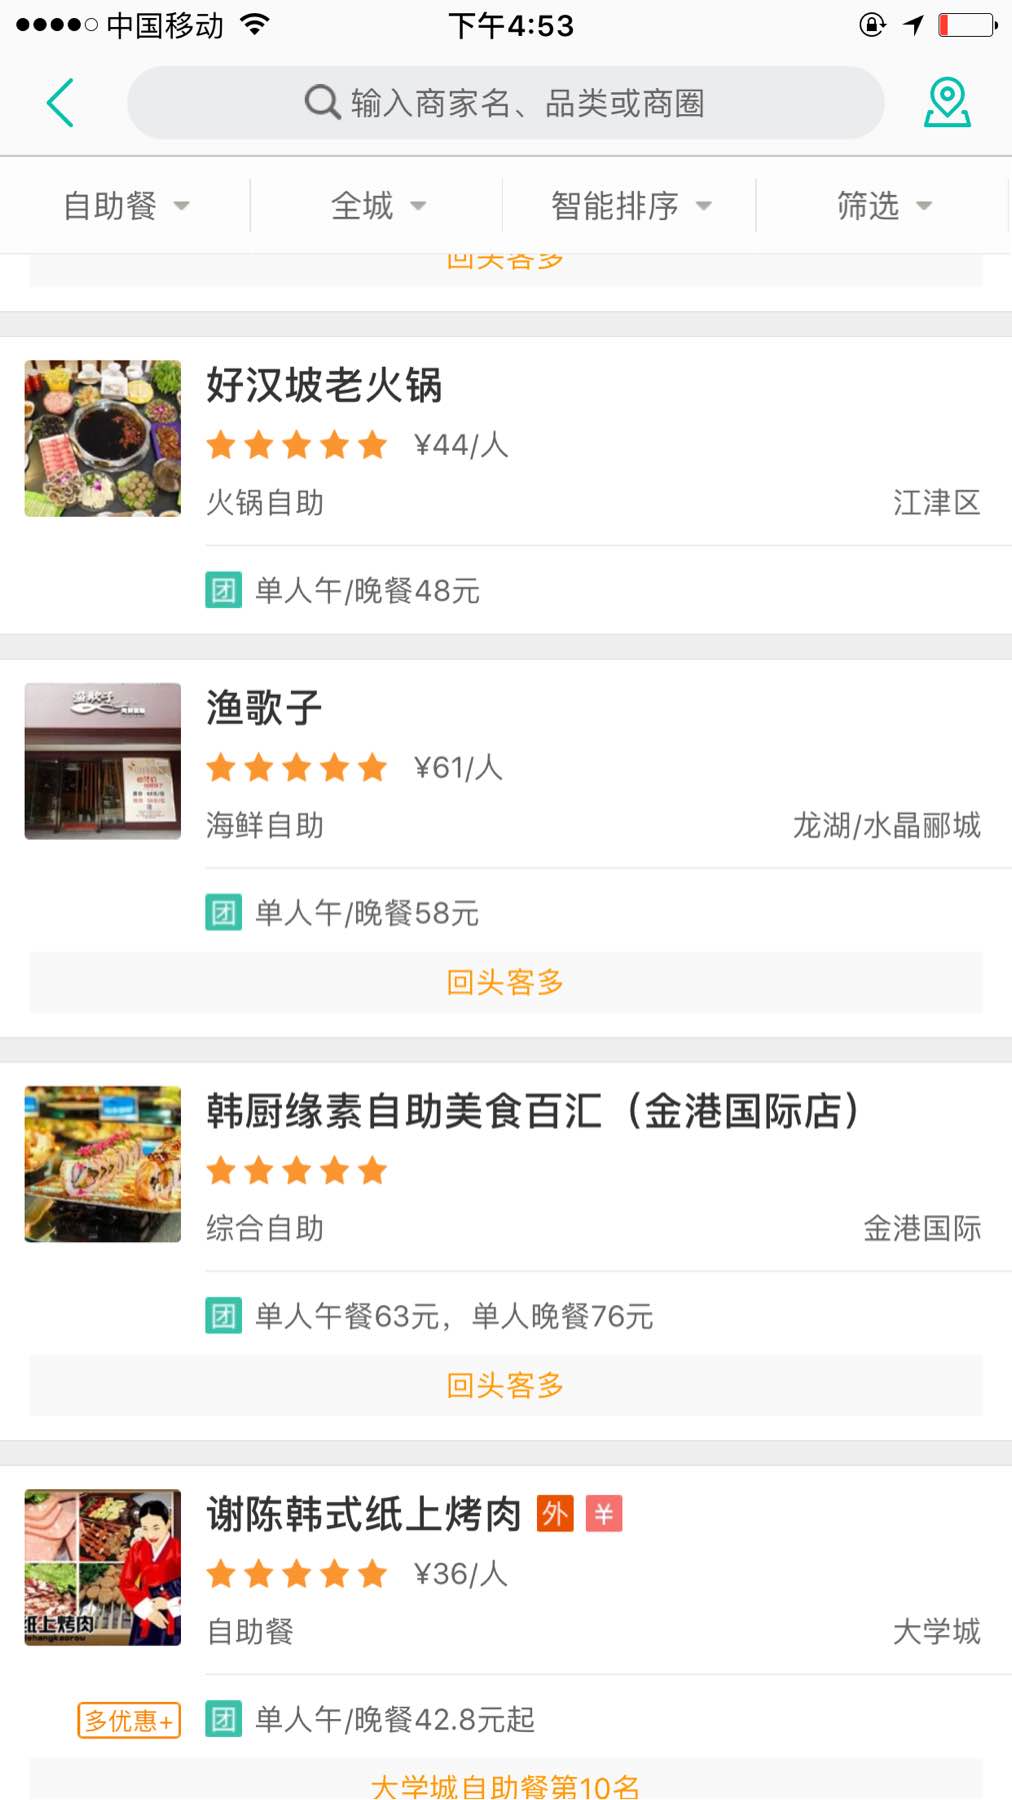 中国移动
下午4:53
输入商家名、品类或商圈
自助餐
全城
智能排序
筛选
回头客多
好汉坡老火锅
¥44/人
火锅自助
江津区
团 单人午/晚餐48元
渔歌子
¥61/人
海鲜自助
龙湖/水晶郦城
团 单人午/晚餐58元
回头客多
韩厨缘素自助美食百汇（金港国际店）
综合自助
金港国际
团 单人午餐63元，单人晚餐76元
回头客多
谢陈韩式纸上烤肉 外 ¥
¥36/人
纸上烤肉
自助餐
大学城
多优惠+
团 单人午/晚餐42.8元起
大学城自助餐第10名